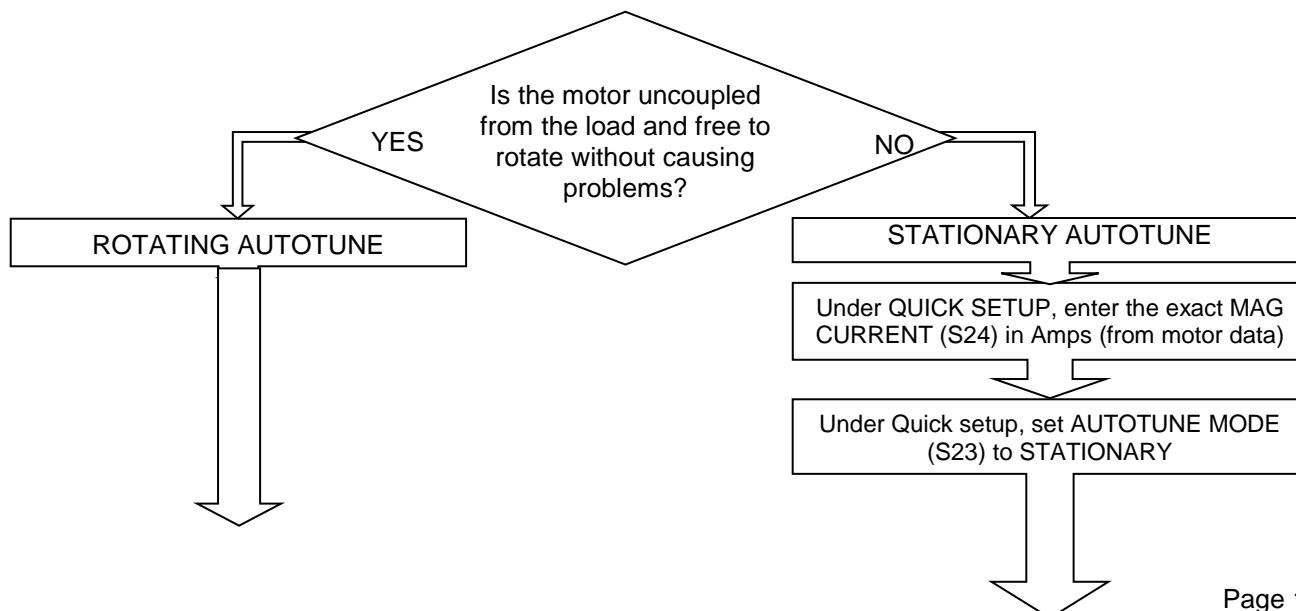 Is the motor uncoupled
from the load and free to
rotate without causing
problems?
YES
NO
ROTATING AUTOTUNE
STATIONARY AUTOTUNE
Under QUICK SETUP, enter the exact MAG
CURRENT (S24) in Amps (from motor data)
Under Quick setup, set AUTOTUNE MODE
(S23) to STATIONARY
Page